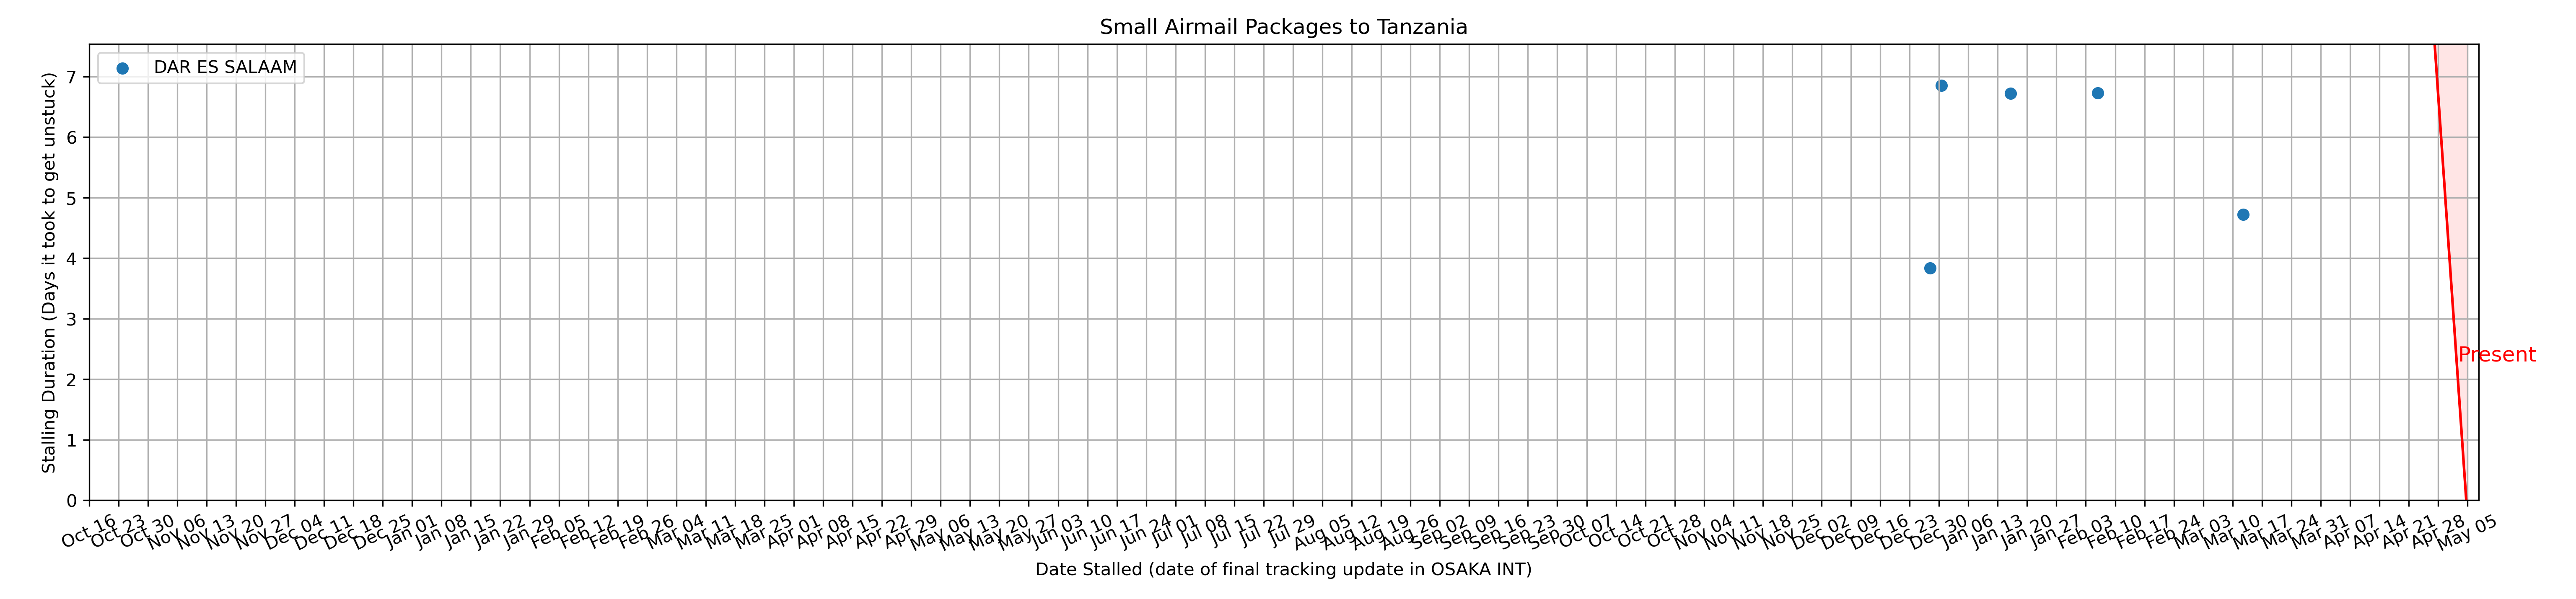 Small Airmail Packages to Tanzania
DAR ES SALAAM
Stalling Duration (Days it took to get unstuck)
7
6
5
4
3
2
1
0
Present
Oct 16
Oct 23
Oct 30
Nov 06
Nov 13
Nov 20
Nov 27
Dec 04
Dec 11
Dec 18
Dec 25
Jan 01
Jan 08
Jan 15
Jan 22
Jan 29
Feb 05
Feb 12
Feb 19
Feb 26
Mar 04
Mar 11
Mar 18
Mar 25
Apr 01
Apr 08
Apr 15
Apr 22
Apr 29
May 06
May 13
May 20
May 27
Jun 03
Jun 10
Jun 17
Jun 24
Jul 01
Jul 08
Jul 15
Jul 22
Jul 29
Aug 05
Aug 12
Aug 19
Aug 26
Sep 02
Sep 09
Sep 16
Sep 23
Sep 30
Oct 07
Oct 14
Oct 21
Oct 28
Nov 04
Nov 11
Nov 18
Nov 25
Dec 02
Dec 09
Dec 16
Dec 23
Dec 30
Jan 06
Jan 13
Jan 20
Jan 27
Feb 03
Feb 10
Feb 17
Feb 24
Mar 03
Mar 10
Mar 17
Mar 24
Mar 31
Apr 07
Apr 14
Apr 21
Apr 28
May 05
Date Stalled (date of final tracking update in OSAKA INT)